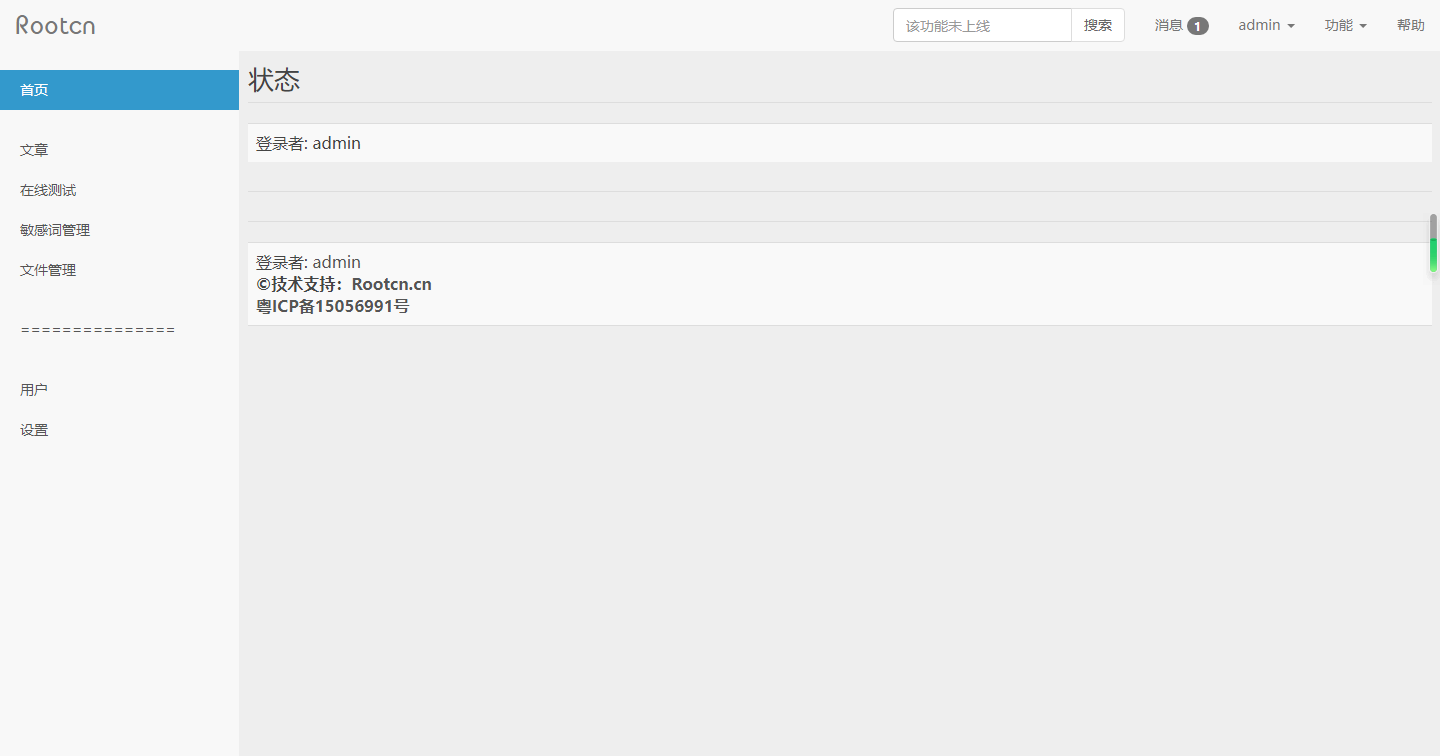 Rootcn
该功能未上线 搜索 消息 1 admin 功能 帮助
首页
文章
在线测试
敏感词管理
文件管理
===============
用户
设置
状态
登录者: admin
登录者: admin
©技术支持：Rootcn.cn
粤ICP备15056991号